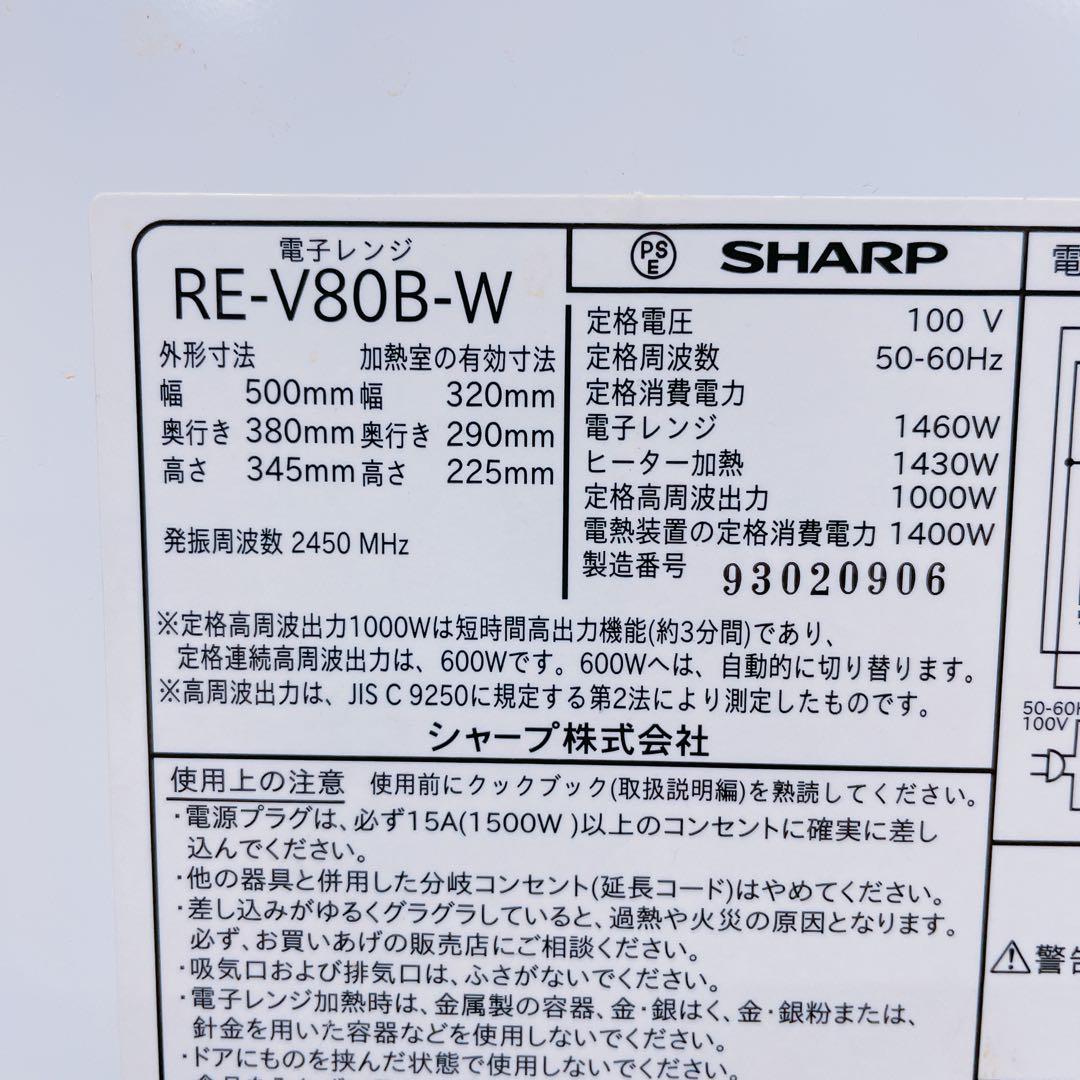 電子レンジ
RE-V80B-W
外形寸法 加熱室の有効寸法
幅 500mm 幅 320mm
奥行き 380mm 奥行き 290mm
高さ 345mm 高さ 225mm
発振周波数 2450 MHz
PSE SHARP
定格電圧 100 V
定格周波数 50-60Hz
定格消費電力
電子レンジ 1460W
ヒーター加熱 1430W
定格高周波出力 1000W
電熱装置の定格消費電力 1400W
製造番号 93020906
※定格高周波出力1000Wは短時間高出力機能(約3分間)であり、
定格連続高周波出力は、600Wです。600Wへは、自動的に切り替ります。
※高周波出力は、JIS C 9250に規定する第2法により測定したものです。
シャープ株式会社
使用上の注意 使用前にクックブック(取扱説明編)を熟読してください。
・電源プラグは、必ず15A(1500W )以上のコンセントに確実に差し
込んでください。
・他の器具と併用した分岐コンセント(延長コード)はやめてください。
・差し込みがゆるくグラグラしていると、過熱や火災の原因となります。
必ず、お買いあげの販売店にご相談ください。
・吸気口および排気口は、ふさがないでください。
・電子レンジ加熱時は、金属製の容器、金・銀はく、金・銀粉または、
針金を用いた容器などを使用しないでください。
・ドアにものを挟んだ状態で使用しないでください。
電
50-60H
100V
警告